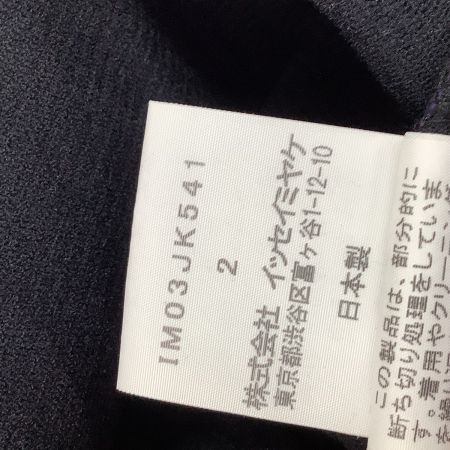 IM03JK541
2
株式会社 イッセイミヤケ
東京都渋谷区富ヶ谷1-12-10
日本製
この製品は、部分的に
断ち切り処理をしていま
す。着用やクリーニング